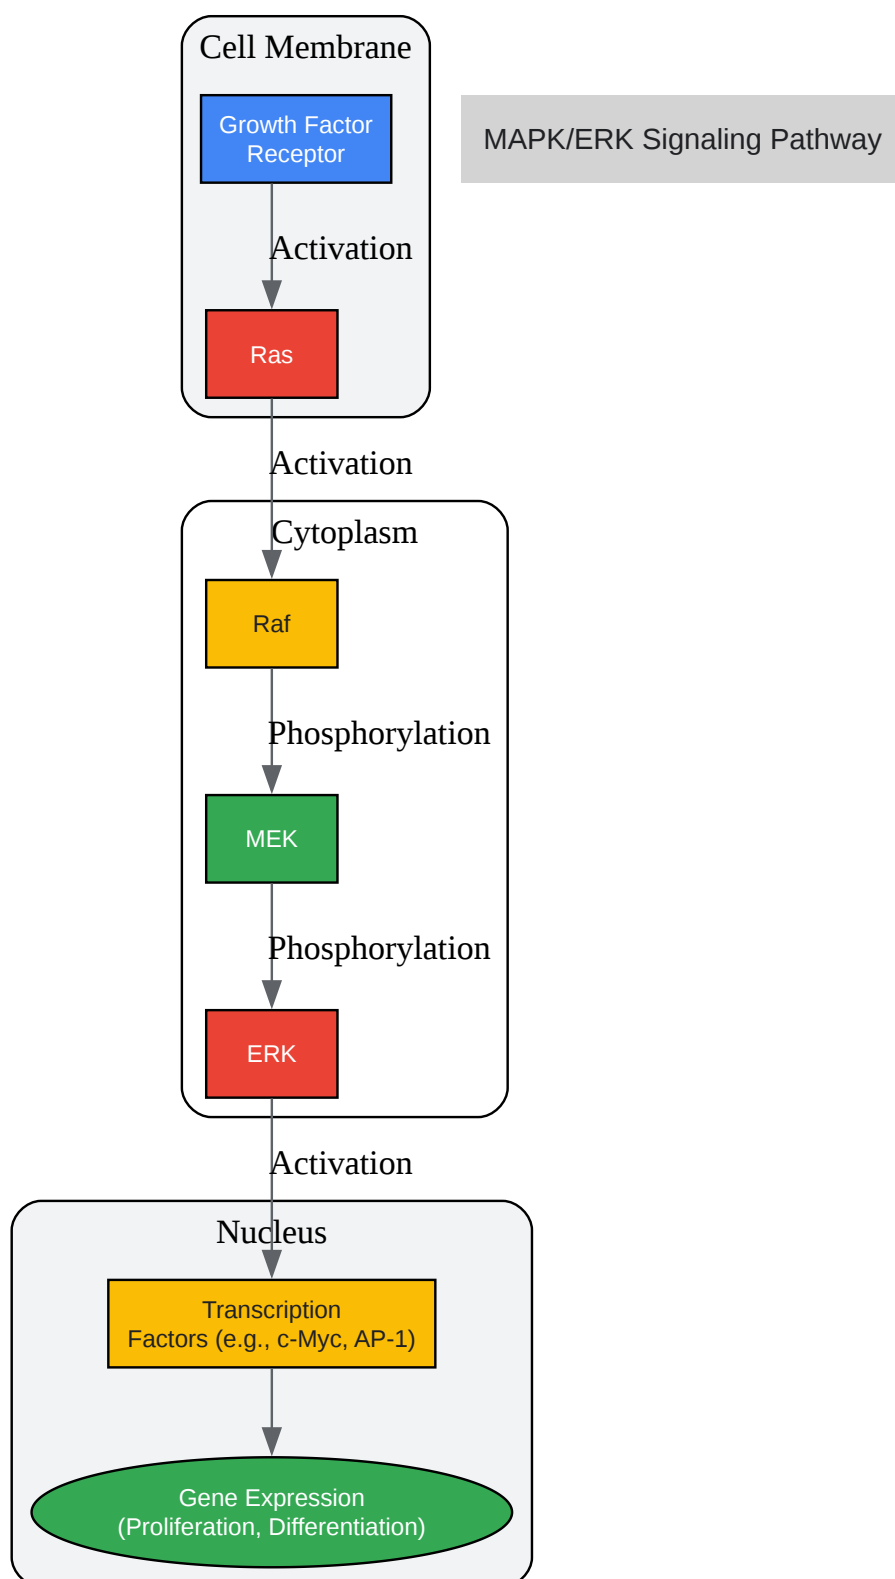 Cell Membrane
Growth Factor
Receptor
MAPK/ERK Signaling Pathway
Activation
Ras
Activation
Cytoplasm
Raf
Phosphorylation
MEK
Phosphorylation
ERK
Activation
Nucleus
Transcription
Factors (e.g., c-Myc, AP-1)
Gene Expression
(Proliferation, Differentiation)